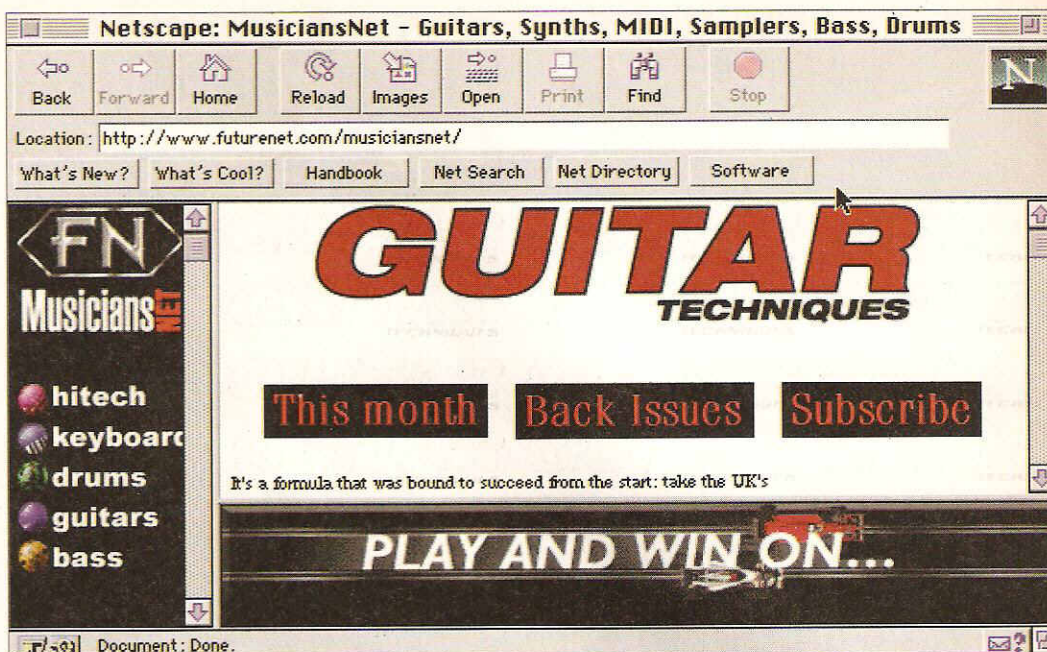 Netscape: MusiciansNet – Guitars, Synths, MIDI, Samplers, Bass, Drums
Back Forward Home Reload Images Open Print Find Stop
N
Location: http://www.futurenet.com/musiciansnet/
What's New? What's Cool? Handbook Net Search Net Directory Software
FN
MusiciansNET
hitech
keyboard
drums
guitars
bass
GUITAR
TECHNIQUES
This month Back Issues Subscribe
It's a formula that was bound to succeed from the start: take the UK's
PLAY AND WIN ON...
Document: Done.